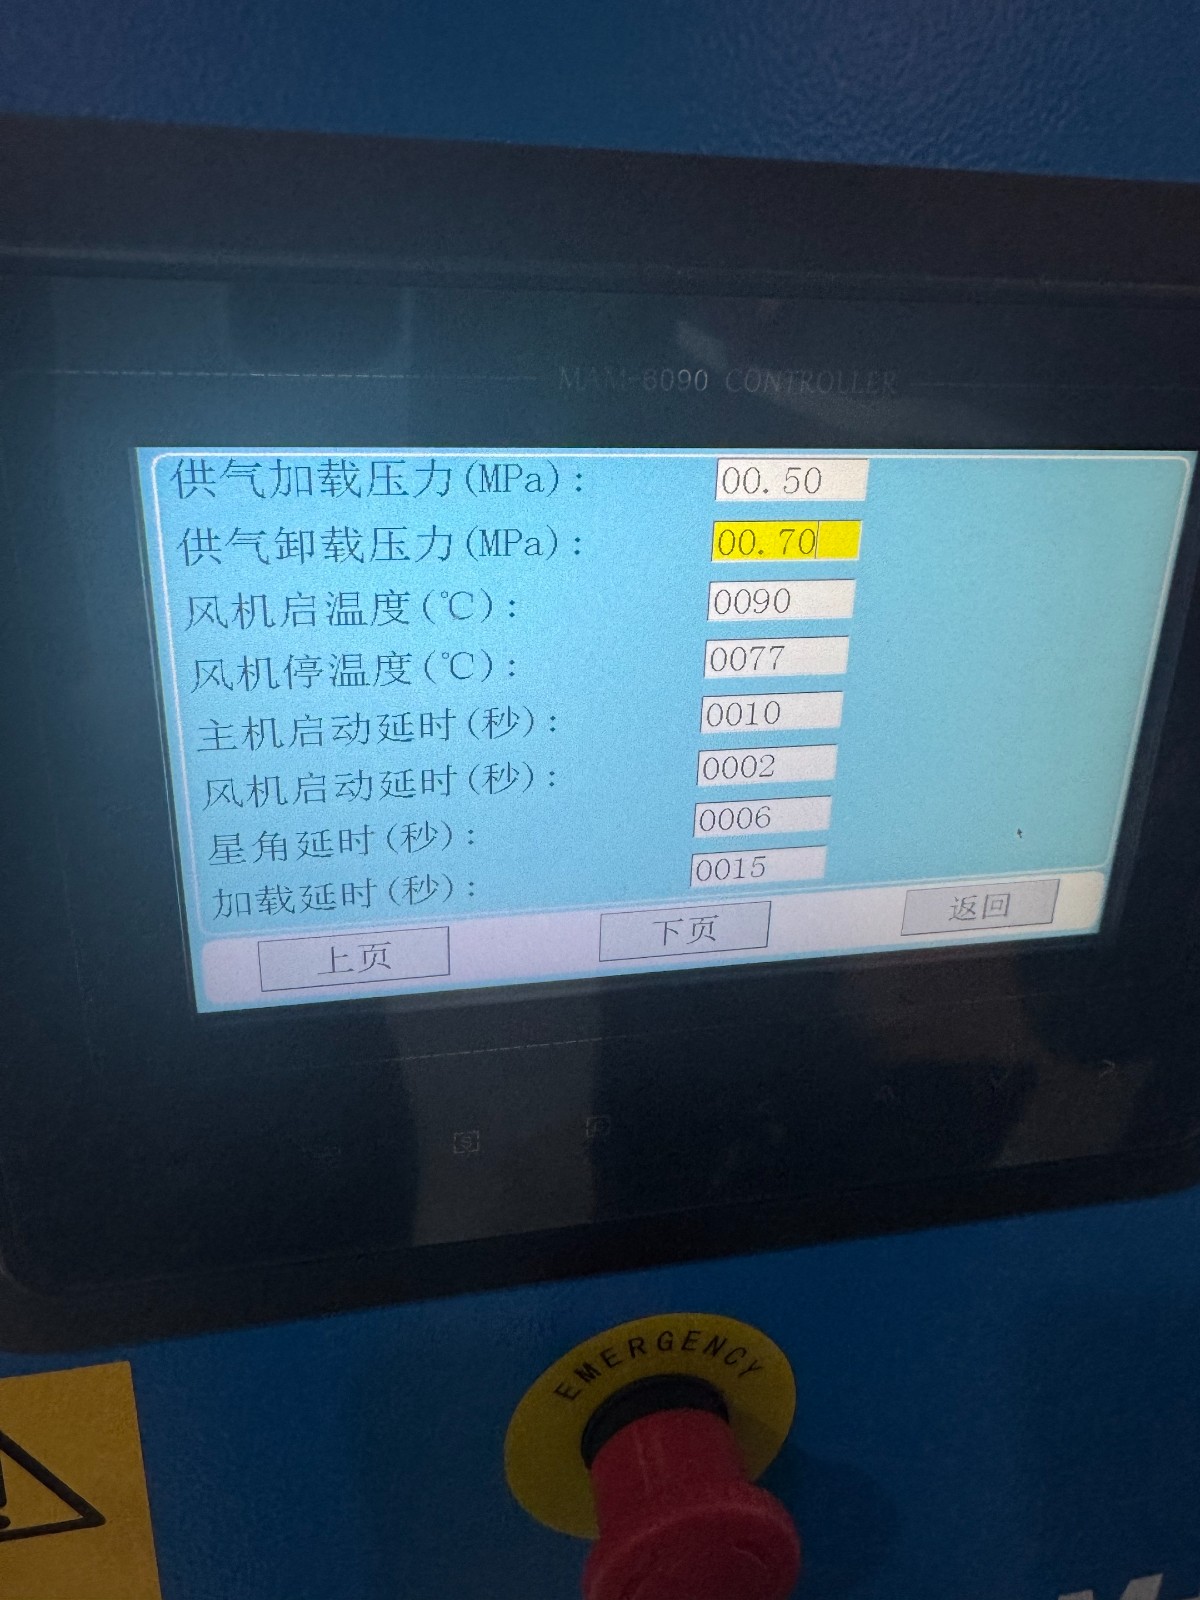 MAM-6090 CONTROLLER
供气加载压力(MPa): 00.50
供气卸载压力(MPa): 00.70
风机启温度(℃): 0090
风机停温度(℃): 0077
主机启动延时(秒): 0010
风机启动延时(秒): 0002
星角延时(秒): 0006
加载延时(秒): 0015
上页 下页 返回
EMERGENCY